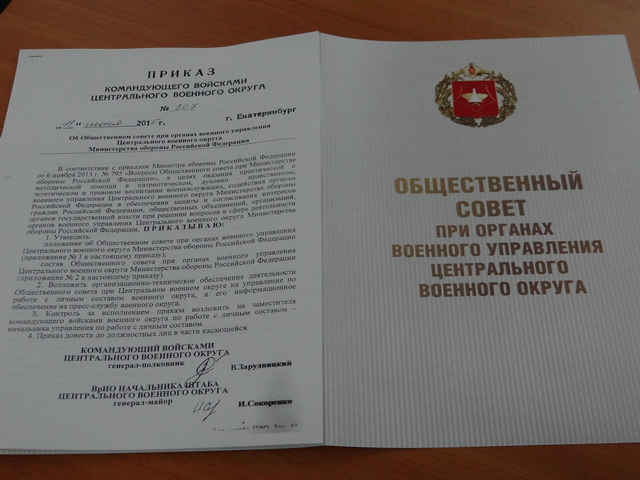 ПРИКАЗ
КОМАНДУЮЩЕГО ВОЙСКАМИ
ЦЕНТРАЛЬНОГО ВОЕННОГО ОКРУГА
№ 207
„11“ июня 2015г. г. Екатеринбург
Об Общественном совете при органах военного управления
Центрального военного округа
Министерства обороны Российской Федерации
В соответствии с приказом Министра обороны Российской Федерации
от 6 ноября 2013 г. № 795 «Вопросы Общественного совета при Министерстве
обороны Российской Федерации», в целях оказания практической и
методической помощи в патриотическом, духовно - нравственном,
эстетическом и правовом воспитании военнослужащих, содействия органам
военного управления Центрального военного округа Министерства обороны
Российской Федерации в обеспечении защиты и согласования интересов
граждан Российской Федерации, общественных объединений, организаций,
органов государственной власти при решении вопросов в сфере деятельности
органов военного управления Центрального военного округа Министерства
обороны Российской Федерации, ПРИКАЗЫВАЮ:
1. Утвердить:
положение об Общественном совете при органах военного управления
Центрального военного округа Министерства обороны Российской Федерации
(приложение № 1 к настоящему приказу);
состав Общественного совета при органах военного управления
Центрального военного округа Министерства обороны Российской Федерации
(приложение № 2 к настоящему приказу).
2. Возложить организационно-техническое обеспечение деятельности
Общественного совета при Центральном военном округе на управление по
работе с личным составом военного округа, а его информационное
обеспечение на пресс-службу военного округа.
3. Контроль за исполнением приказа возложить на заместителя
командующего войсками военного округа по работе с личным составом –
начальника управления по работе с личным составом.
4. Приказ довести до должностных лиц в части касающейся.
КОМАНДУЮЩИЙ ВОЙСКАМИ
ЦЕНТРАЛЬНОГО ВОЕННОГО ОКРУГА
генерал-полковник В.Зарудницкий
ВрИО НАЧАЛЬНИКА ШТАБА
ЦЕНТРАЛЬНОГО ВОЕННОГО ОКРУГА
генерал-майор И.Сокоренко
ОБЩЕСТВЕННЫЙ
СОВЕТ
ПРИ ОРГАНАХ
ВОЕННОГО УПРАВЛЕНИЯ
ЦЕНТРАЛЬНОГО
ВОЕННОГО ОКРУГА